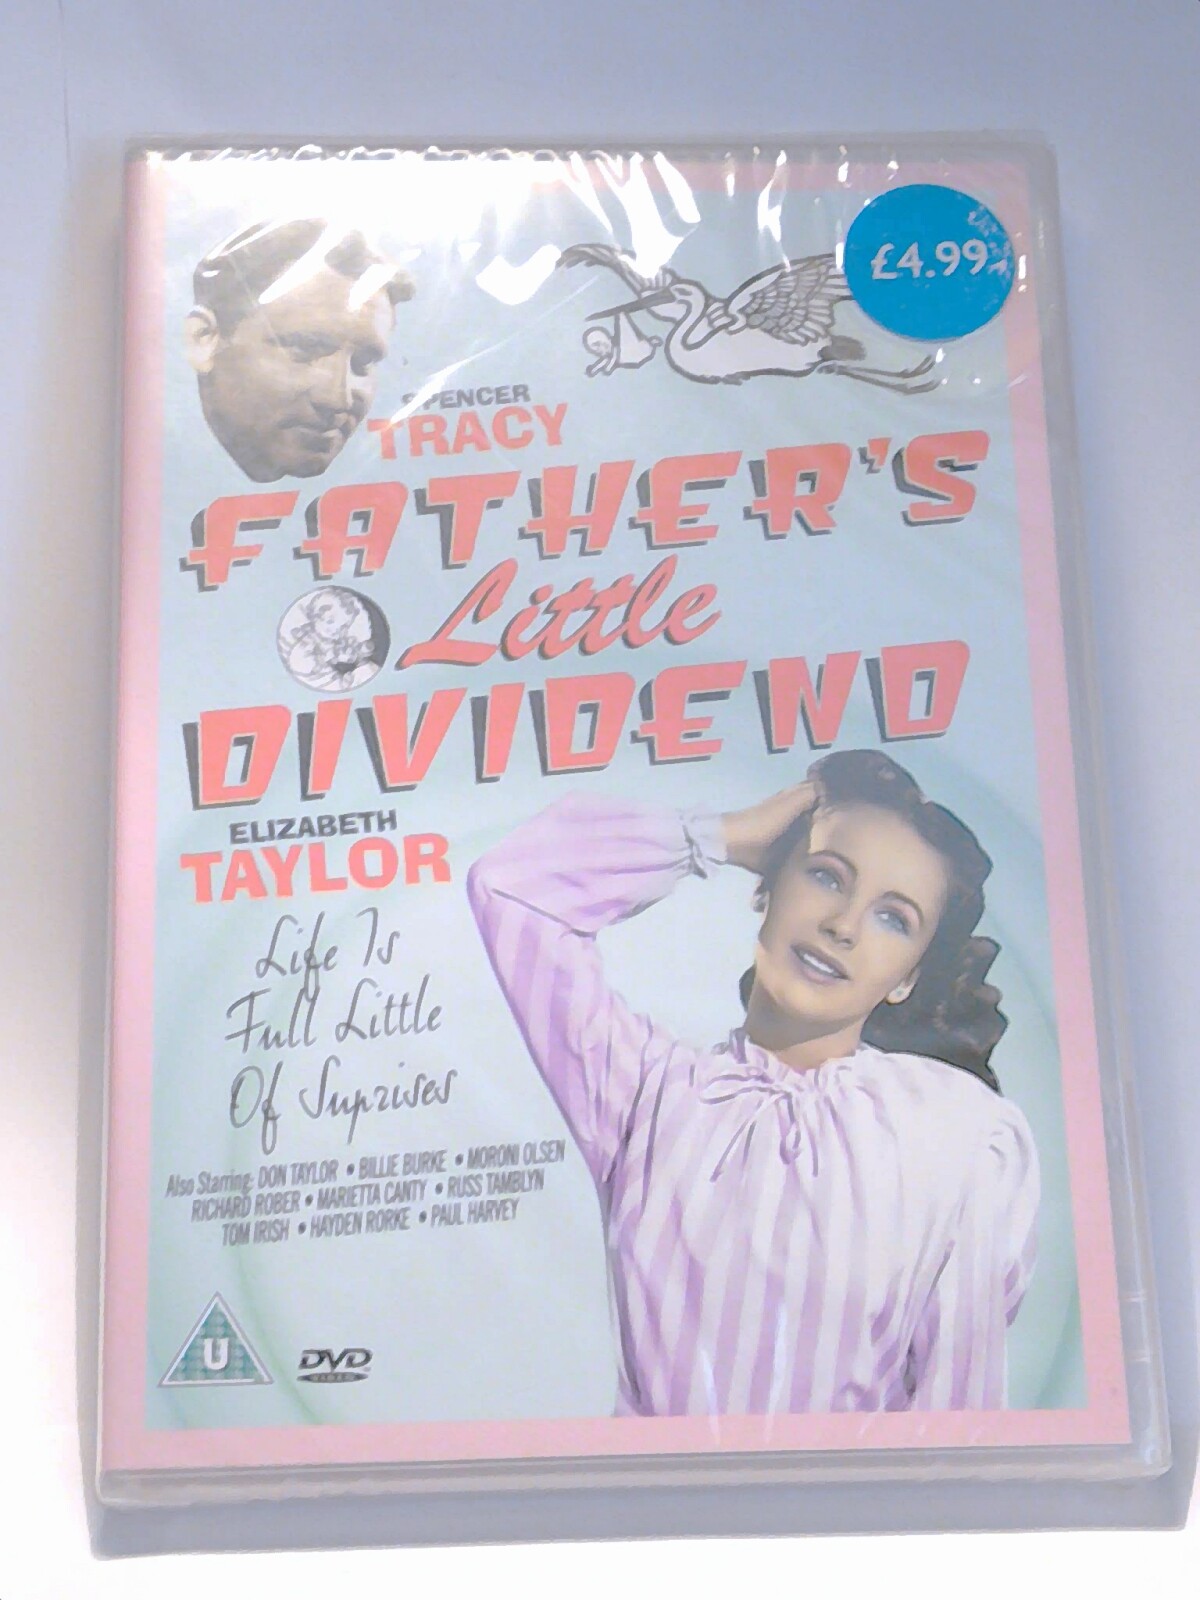 £4.99
SPENCER
TRACY
FATHER'S
Little
DIVIDEND
ELIZABETH
TAYLOR
Life Is
Full Little
Of Suprises
Also Starring: DON TAYLOR • BILLIE BURKE • MORONI OLSEN
RICHARD ROBER • MARIETTA CANTY • RUSS TAMBLYN
TOM IRISH • HAYDEN RORKE • PAUL HARVEY
U
DVD
VIDEO